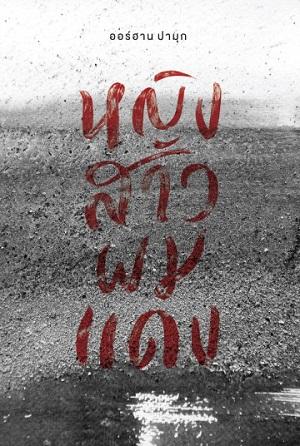 ออร์ฮาน ปามุก
หญิง
สาว
ผม
แดง